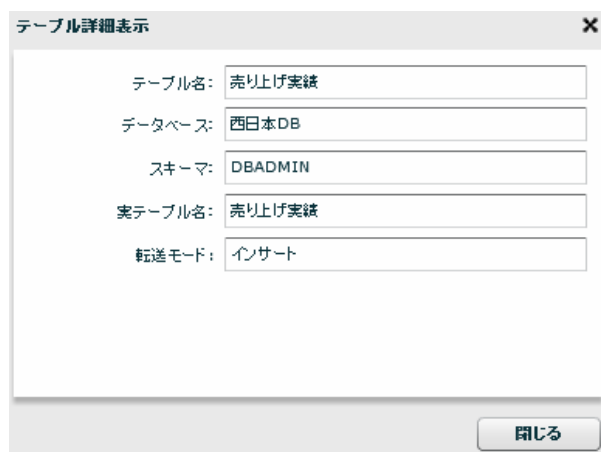 テーブル詳細表示
テーブル名： 売り上げ実績
データベース： 西日本DB
スキーマ： DBADMIN
実テーブル名： 売り上げ実績
転送モード： インサート
閉じる